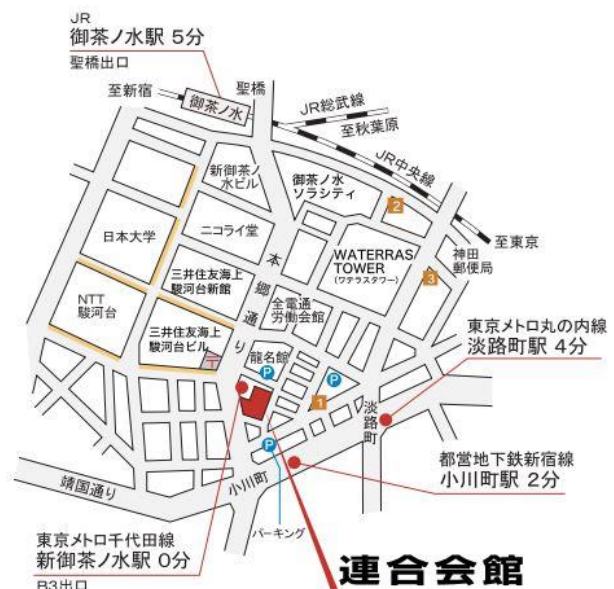 JR
御茶ノ水駅 5分
聖橋出口
至新宿
御茶ノ水
聖橋
JR総武線
至秋葉原
JR中央線
至東京
新御茶ノ
水ビル
御茶ノ水
ソラシティ
2
日本大学
ニコライ堂
本郷通り
WATERRAS
TOWER
(ワテラスタワー)
神田
郵便局
3
三井住友海上
駿河台新館
全電通
労働会館
NTT
駿河台
三井住友海上
駿河台ビル
龍名館
P
P
1
淡路町
東京メトロ丸の内線
淡路町駅 4分
P
小川町
靖国通り
都営地下鉄新宿線
小川町駅 2分
パーキング
東京メトロ千代田線
新御茶ノ水駅 0分
B3出口
連合会館